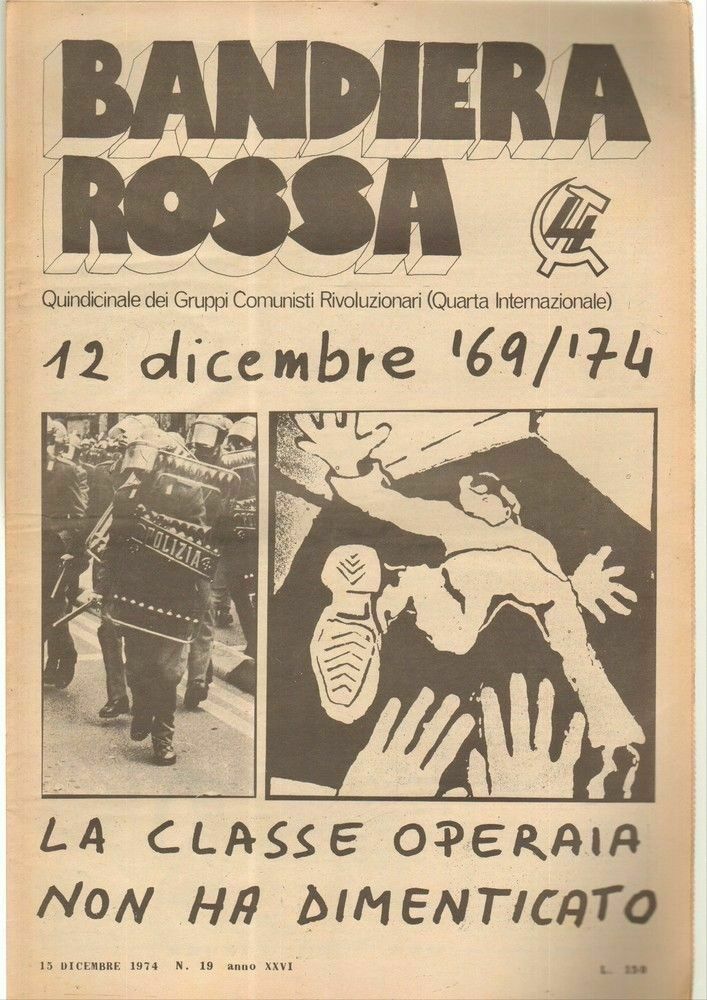 BANDIERA
ROSSA
4
Quindicinale dei Gruppi Comunisti Rivoluzionari (Quarta Internazionale)
12 dicembre '69/'74
POLIZIA
LA CLASSE OPERAIA
NON HA DIMENTICATO
15 DICEMBRE 1974 N. 19 anno XXVI
L. 150